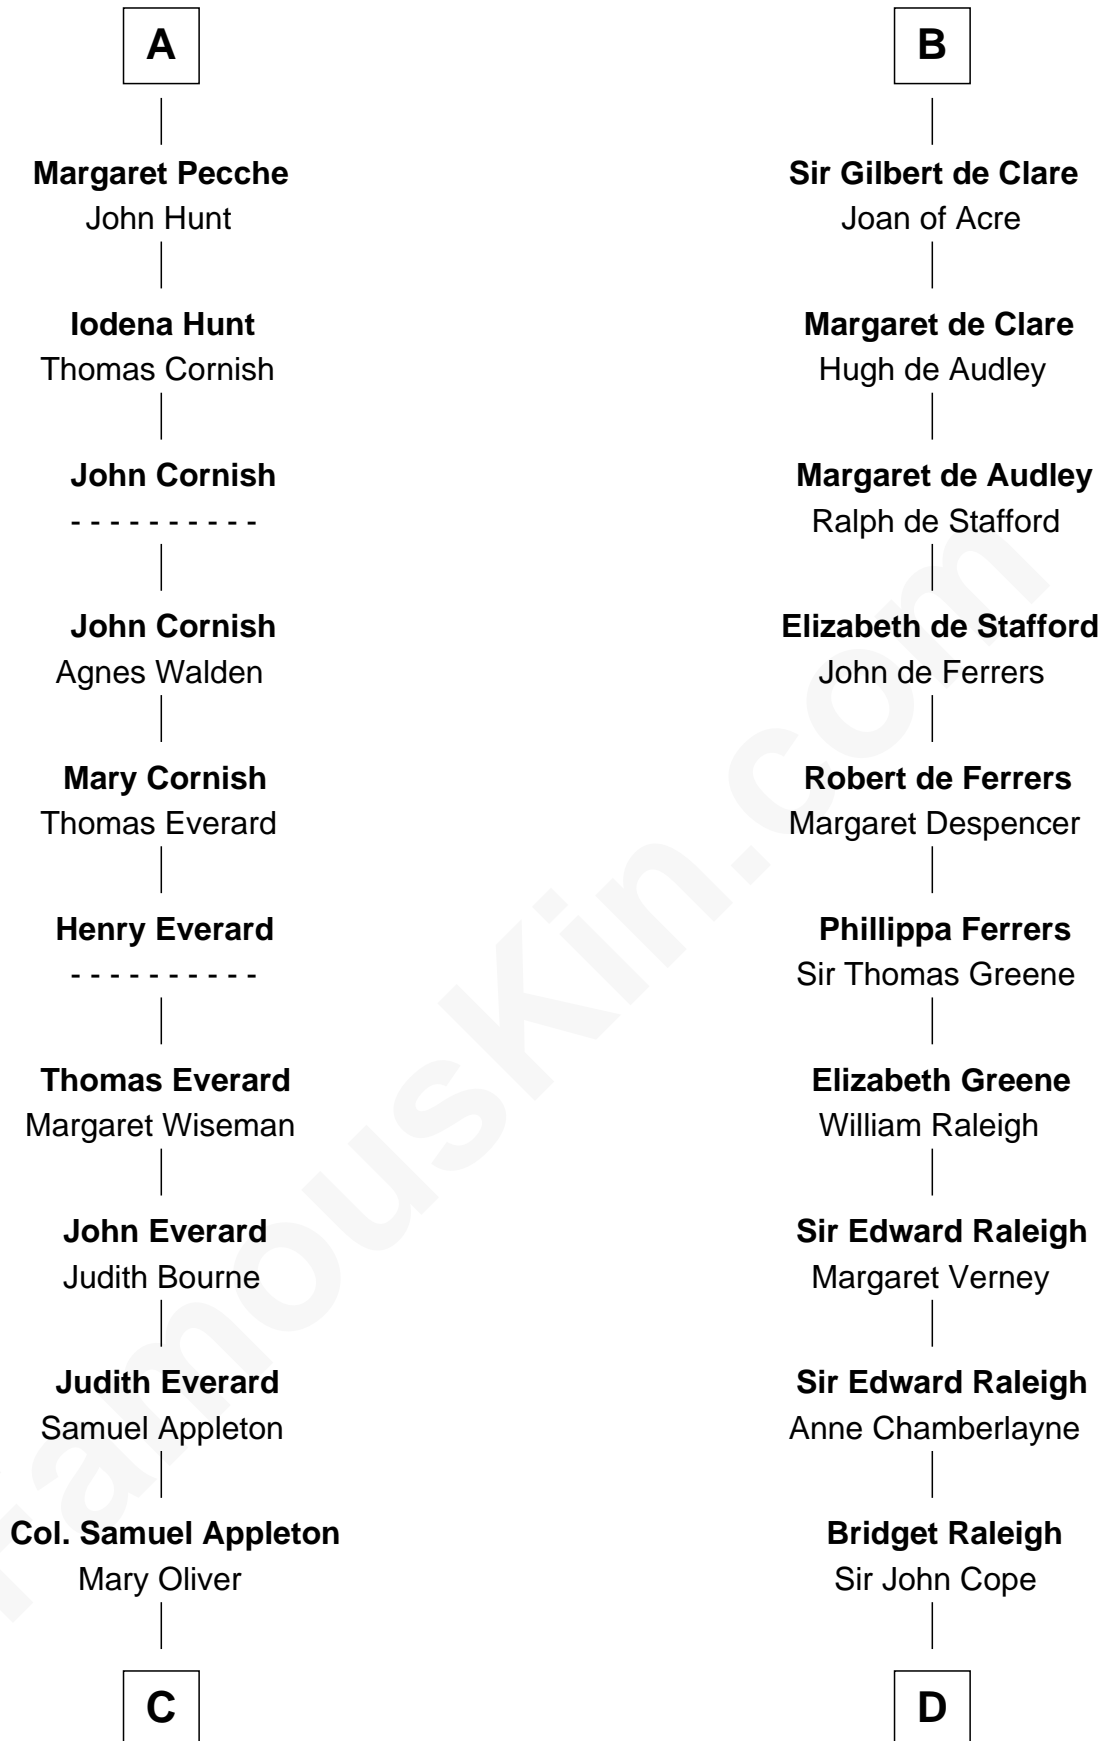 A
Margaret Pecche
John Hunt
Iodena Hunt
Thomas Cornish
John Cornish
- - - - - - - - - -
John Cornish
Agnes Walden
Mary Cornish
Thomas Everard
Henry Everard
- - - - - - - - - -
Thomas Everard
Margaret Wiseman
John Everard
Judith Bourne
Judith Everard
Samuel Appleton
Col. Samuel Appleton
Mary Oliver
C
B
Sir Gilbert de Clare
Joan of Acre
Margaret de Clare
Hugh de Audley
Margaret de Audley
Ralph de Stafford
Elizabeth de Stafford
John de Ferrers
Robert de Ferrers
Margaret Despencer
Phillippa Ferrers
Sir Thomas Greene
Elizabeth Greene
William Raleigh
Sir Edward Raleigh
Margaret Verney
Sir Edward Raleigh
Anne Chamberlayne
Bridget Raleigh
Sir John Cope
D
FamousKin.com